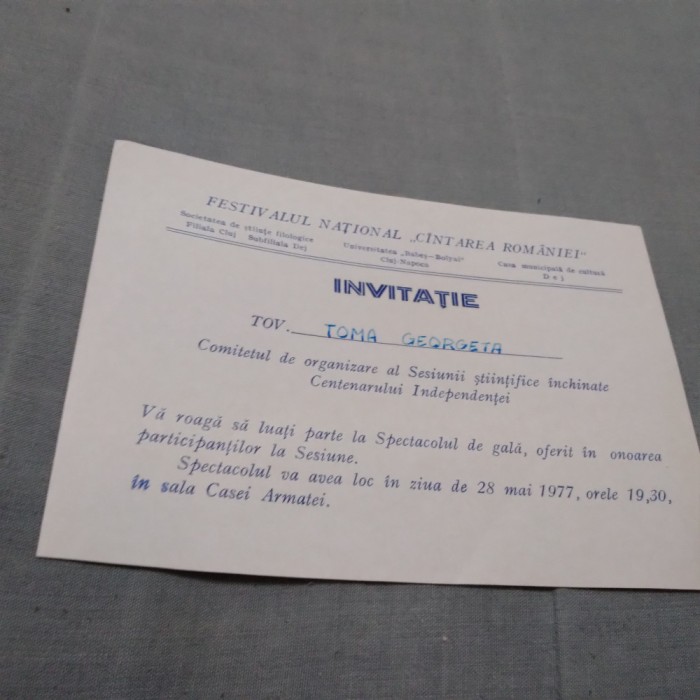 FESTIVALUL NAȚIONAL „CÎNTAREA ROMÂNIEI"
Societatea de științe filologice
Filiala Cluj Subfiliala Dej
Universitatea „Babeș-Bolyai"
Cluj-Napoca
Casa municipală de cultură
Dej
INVITAȚIE
TOV. TOMA GEORGETA
Comitetul de organizare al Sesiunii științifice închinate
Centenarului Independenței
Vă roagă să luați parte la Spectacolul de gală, oferit în onoarea
participanților la Sesiune.
Spectacolul va avea loc în ziua de 28 mai 1977, orele 19,30,
în sala Casei Armatei.